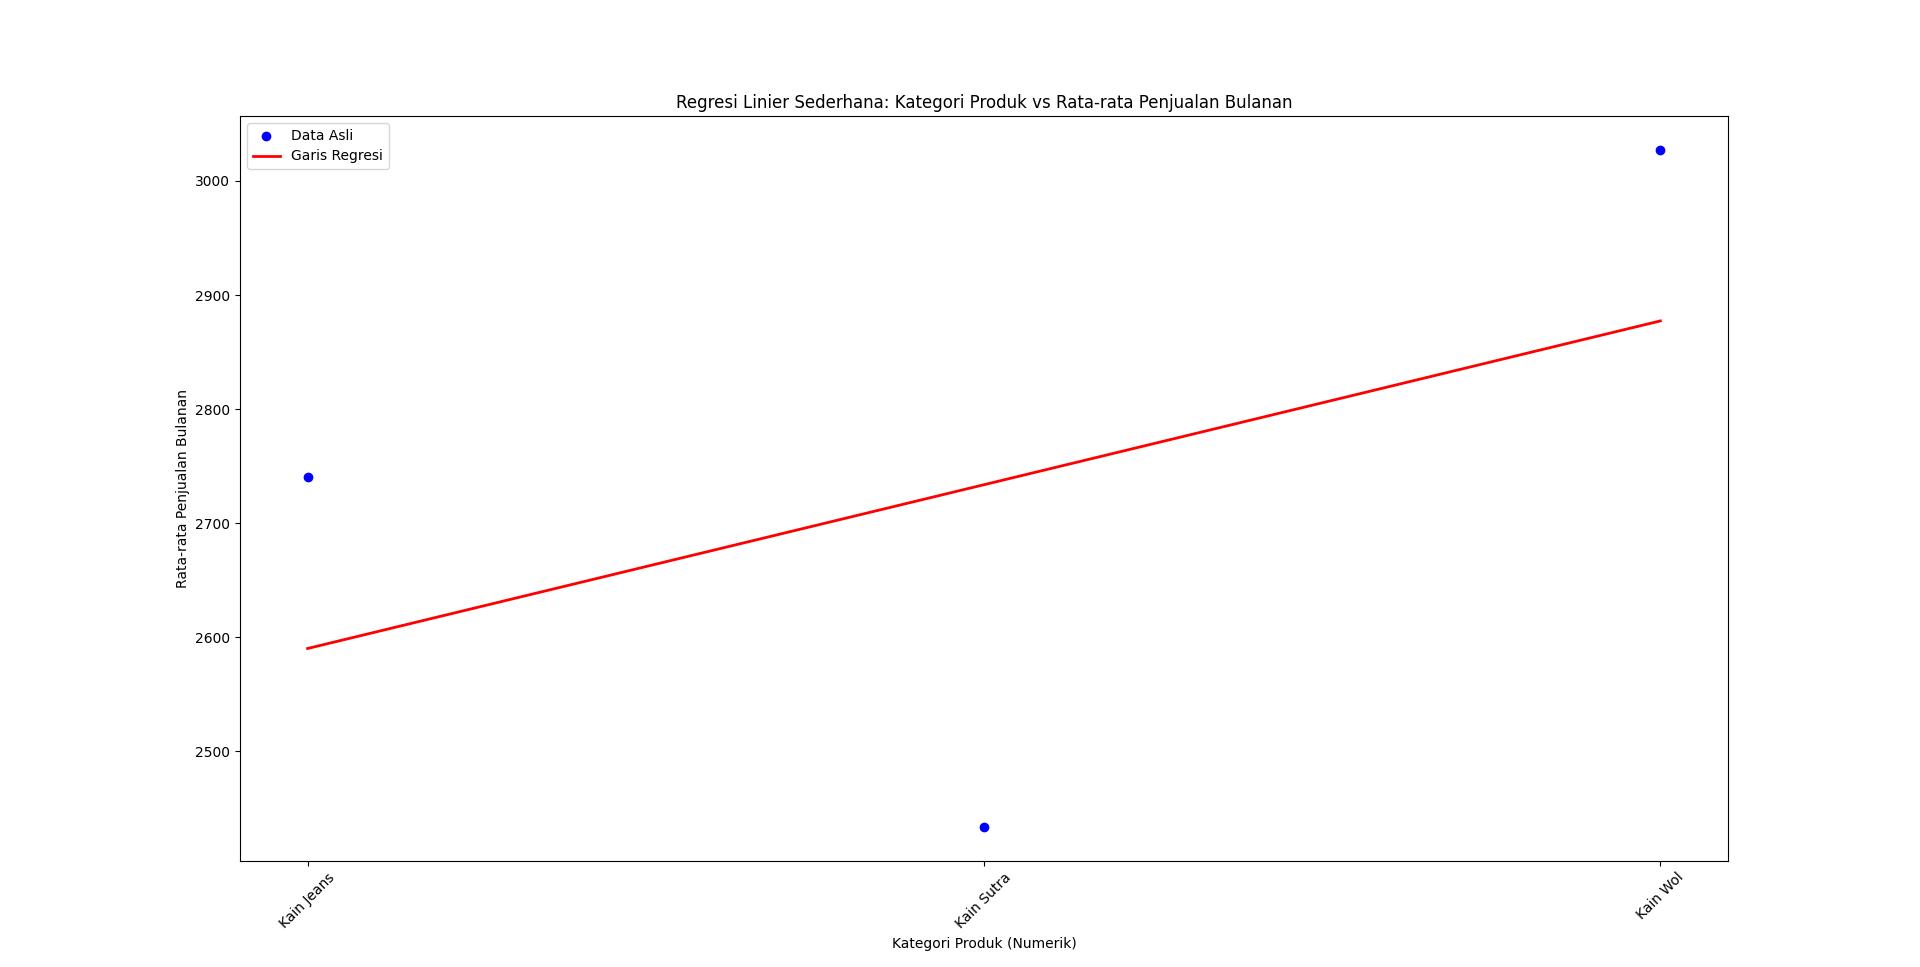 Regresi Linier Sederhana: Kategori Produk vs Rata-rata Penjualan Bulanan
Data Asli
Garis Regresi
3000
2900
2800
2700
2600
2500
Rata-rata Penjualan Bulanan
Kain Jeans
Kain Sutra
Kain Wol
Kategori Produk (Numerik)